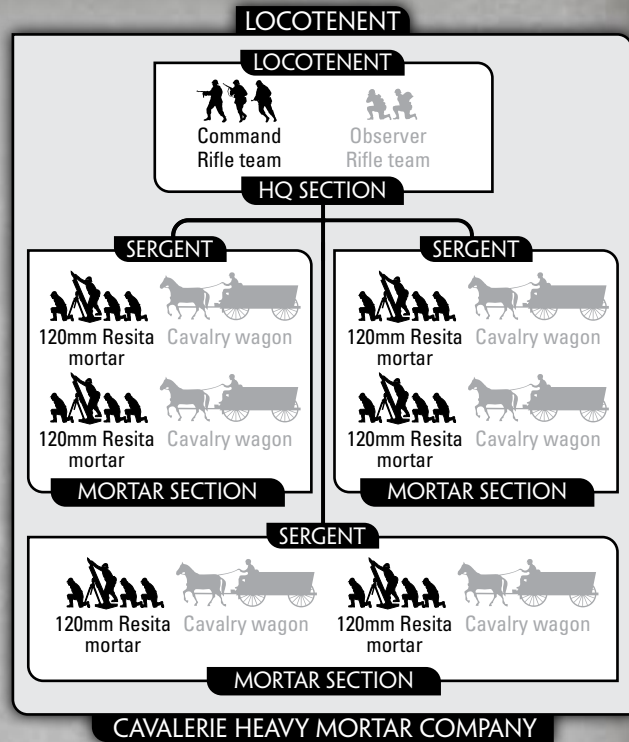 LOCOTENENT
LOCOTENENT
Command
Rifle team
Observer
Rifle team
HQ SECTION
SERGENT
120mm Resita
mortar
Cavalry wagon
120mm Resita
mortar
Cavalry wagon
MORTAR SECTION
SERGENT
120mm Resita
mortar
Cavalry wagon
120mm Resita
mortar
Cavalry wagon
MORTAR SECTION
SERGENT
120mm Resita
mortar
Cavalry wagon
120mm Resita
mortar
Cavalry wagon
MORTAR SECTION
CAVALERIE HEAVY MORTAR COMPANY